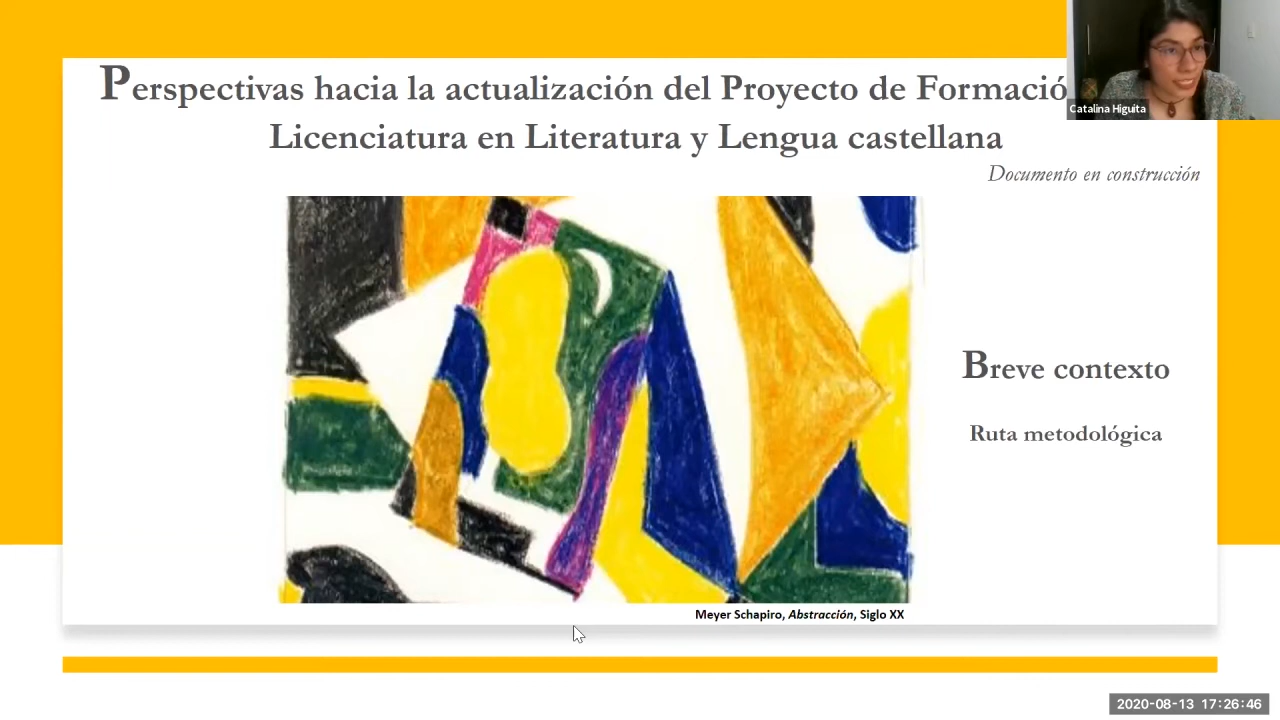 Perspectivas hacia la actualización del Proyecto de Formació
Licenciatura en Literatura y Lengua castellana
Documento en construcción
Catalina Higuita
Breve contexto
Ruta metodológica
Meyer Schapiro, Abstracción, Siglo XX
2020-08-13 17:26:46